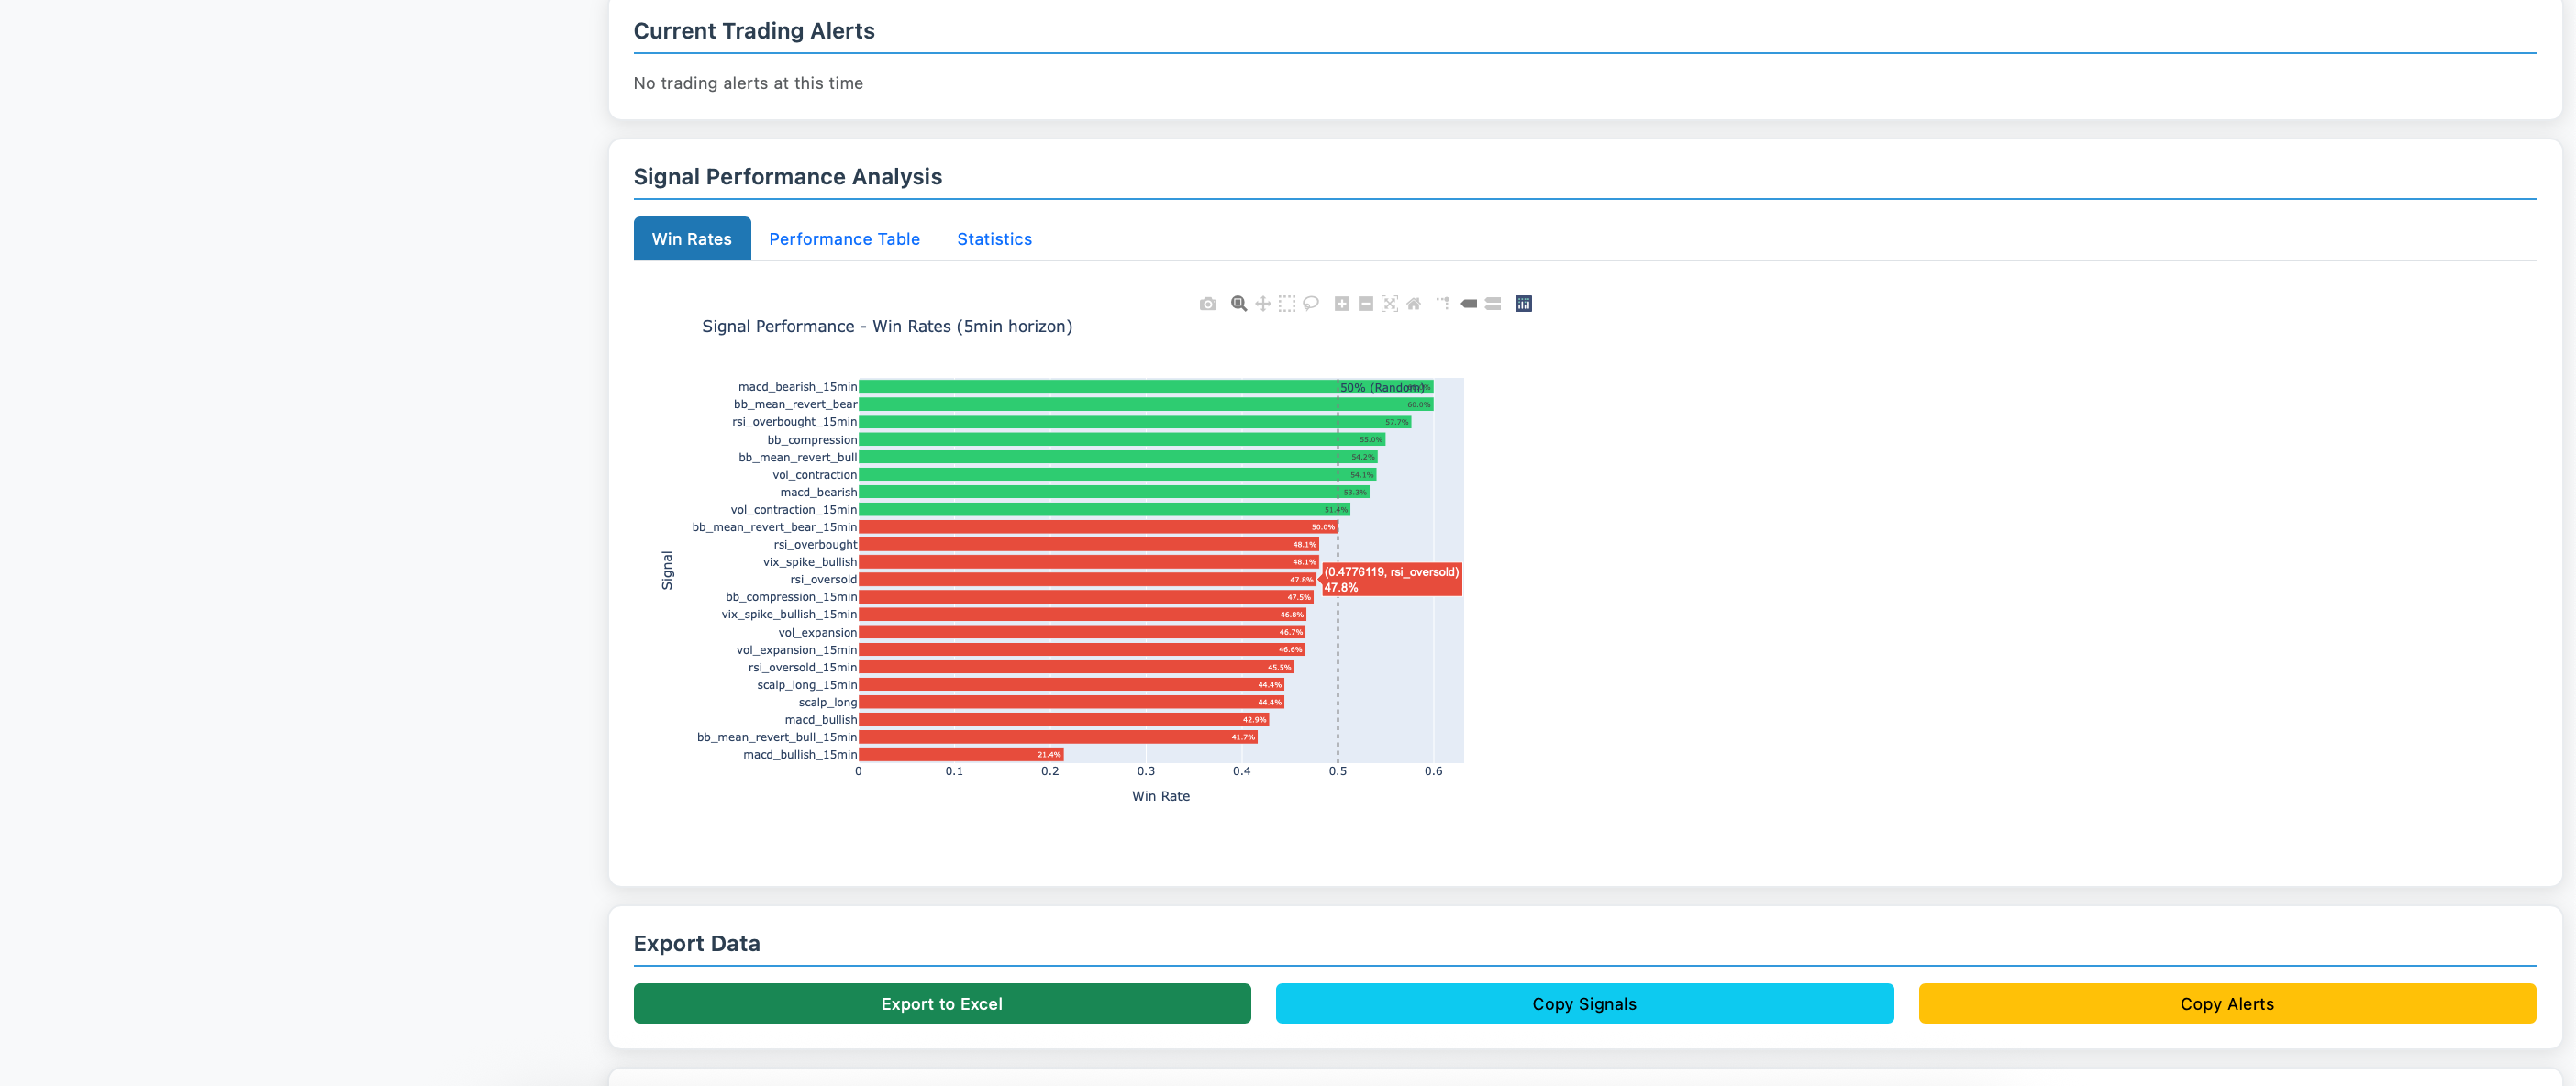 Current Trading Alerts
No trading alerts at this time
Signal Performance Analysis
Win Rates
Performance Table
Statistics
Signal Performance - Win Rates (5min horizon)
50% (Random)
macd_bearish_15min
bb_mean_revert_bear 60.0%
rsi_overbought_15min 57.7%
bb_compression 55.0%
bb_mean_revert_bull 54.2%
vol_contraction 54.1%
macd_bearish 53.3%
vol_contraction_15min 51.4%
bb_mean_revert_bear_15min 50.0%
rsi_overbought 48.1%
vix_spike_bullish 48.1%
rsi_oversold 47.8%
(0.4776119, rsi_oversold)
47.8%
bb_compression_15min 47.5%
vix_spike_bullish_15min 46.8%
vol_expansion 46.7%
vol_expansion_15min 46.6%
rsi_oversold_15min 45.5%
scalp_long_15min 44.4%
scalp_long 44.4%
macd_bullish 42.9%
bb_mean_revert_bull_15min 41.7%
macd_bullish_15min 21.4%
Signal
0 0.1 0.2 0.3 0.4 0.5 0.6
Win Rate
Export Data
Export to Excel
Copy Signals
Copy Alerts